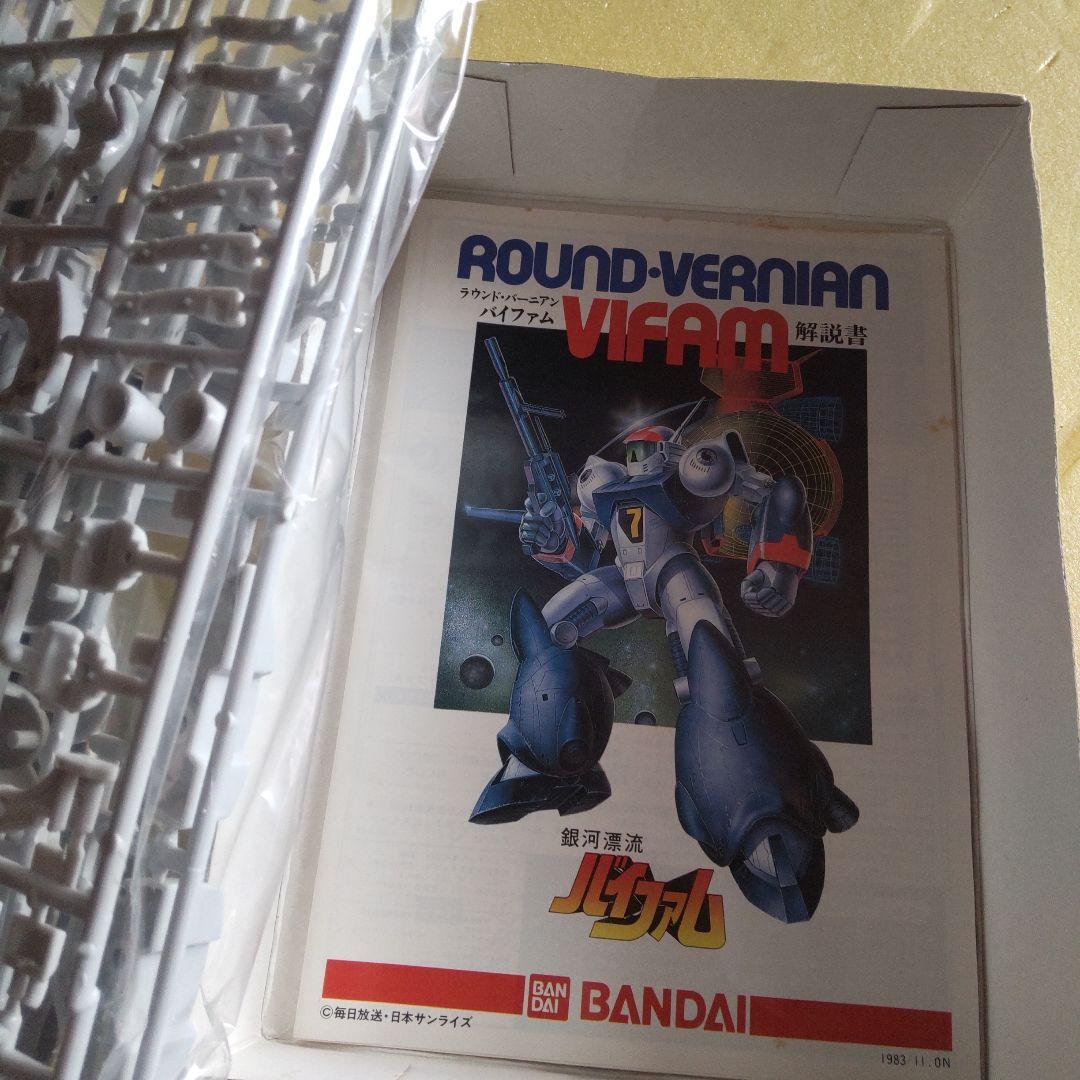 ROUND·VERNIAN
ラウンド・バーニアン
バイファム
VIFAM
解説書
7
銀河漂流
バイファム
BAN
DAI
BANDAI
©毎日放送・日本サンライズ
1983 11.0N